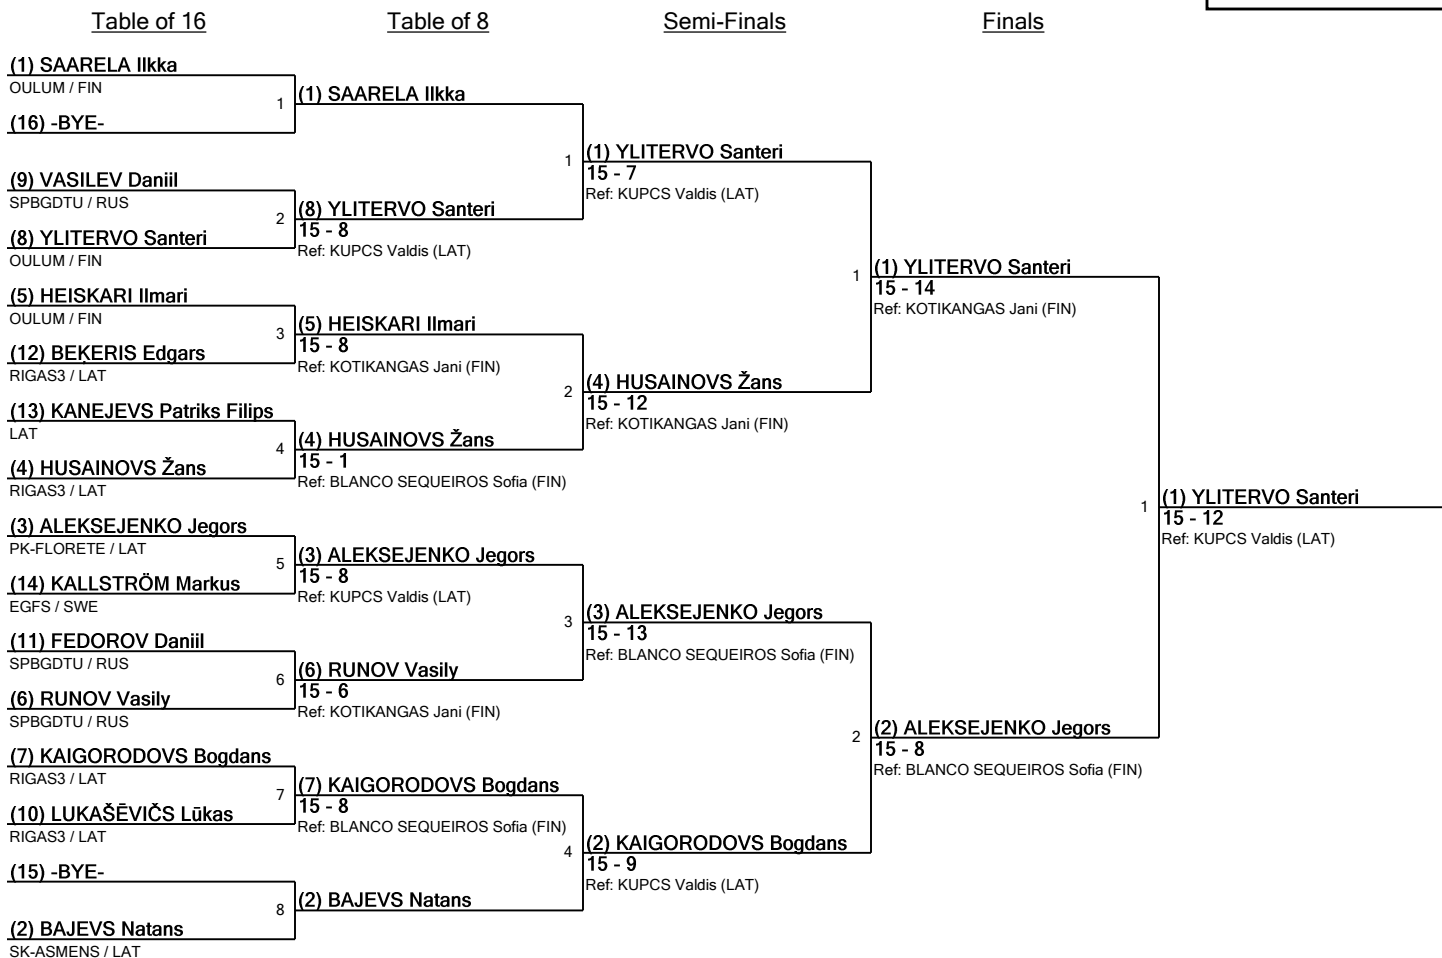 Table of 16
Table of 8
Semi-Finals
Finals
(1) SAARELA Ilkka
OULUM / FIN
(16) -BYE-
(9) VASILEV Daniil
SPBGDTU / RUS
(8) YLITERVO Santeri
OULUM / FIN
(5) HEISKARI Ilmari
OULUM / FIN
(12) BEĶERIS Edgars
RIGAS3 / LAT
(13) KANEJEVS Patriks Filips
LAT
(4) HUSAINOVS Žans
RIGAS3 / LAT
(3) ALEKSEJENKO Jegors
PK-FLORETE / LAT
(14) KALLSTRÖM Markus
EGFS / SWE
(11) FEDOROV Daniil
SPBGDTU / RUS
(6) RUNOV Vasily
SPBGDTU / RUS
(7) KAIGORODOVS Bogdans
RIGAS3 / LAT
(10) LUKAŠĒVIČS Lūkas
RIGAS3 / LAT
(15) -BYE-
(2) BAJEVS Natans
SK-ASMENS / LAT
1
(1) SAARELA Ilkka
2
(8) YLITERVO Santeri
15 - 8
Ref: KUPCS Valdis (LAT)
3
(5) HEISKARI Ilmari
15 - 8
Ref: KOTIKANGAS Jani (FIN)
4
(4) HUSAINOVS Žans
15 - 1
Ref: BLANCO SEQUEIROS Sofia (FIN)
5
(3) ALEKSEJENKO Jegors
15 - 8
Ref: KUPCS Valdis (LAT)
6
(6) RUNOV Vasily
15 - 6
Ref: KOTIKANGAS Jani (FIN)
7
(7) KAIGORODOVS Bogdans
15 - 8
Ref: BLANCO SEQUEIROS Sofia (FIN)
8
(2) BAJEVS Natans
1
(1) YLITERVO Santeri
15 - 7
Ref: KUPCS Valdis (LAT)
2
(4) HUSAINOVS Žans
15 - 12
Ref: KOTIKANGAS Jani (FIN)
3
(3) ALEKSEJENKO Jegors
15 - 13
Ref: BLANCO SEQUEIROS Sofia (FIN)
4
(2) KAIGORODOVS Bogdans
15 - 9
Ref: KUPCS Valdis (LAT)
1
(1) YLITERVO Santeri
15 - 14
Ref: KOTIKANGAS Jani (FIN)
2
(2) ALEKSEJENKO Jegors
15 - 8
Ref: BLANCO SEQUEIROS Sofia (FIN)
1
(1) YLITERVO Santeri
15 - 12
Ref: KUPCS Valdis (LAT)